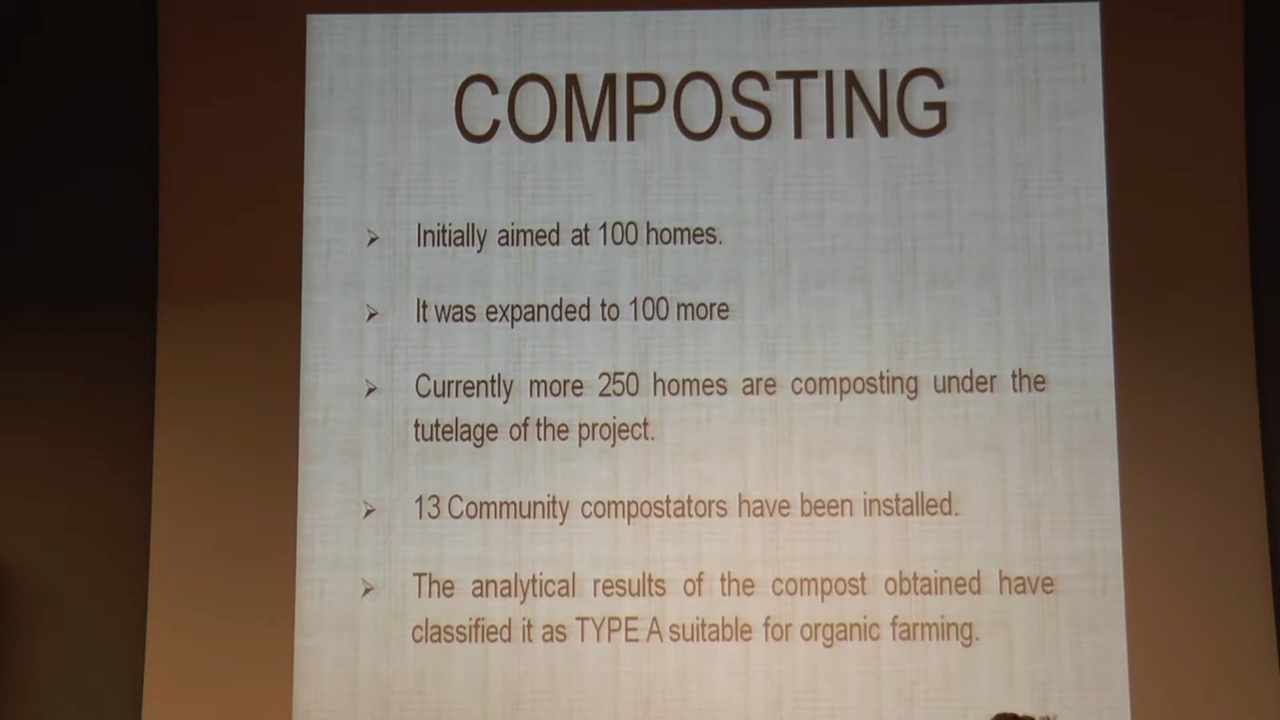 COMPOSTING
➢ Initially aimed at 100 homes.
➢ It was expanded to 100 more
➢ Currently more 250 homes are composting under the
tutelage of the project.
➢ 13 Community compostators have been installed.
➢ The analytical results of the compost obtained have
classified it as TYPE A suitable for organic farming.